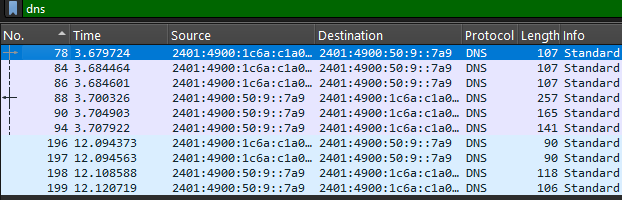 dns
No. Time Source Destination Protocol Length Info
78 3.679724 2401:4900:1c6a:c1a0… 2401:4900:50:9::7a9 DNS 107 Standard
84 3.684464 2401:4900:1c6a:c1a0… 2401:4900:50:9::7a9 DNS 107 Standard
86 3.684601 2401:4900:1c6a:c1a0… 2401:4900:50:9::7a9 DNS 107 Standard
88 3.700326 2401:4900:50:9::7a9 2401:4900:1c6a:c1a0… DNS 257 Standard
90 3.704903 2401:4900:50:9::7a9 2401:4900:1c6a:c1a0… DNS 165 Standard
94 3.707922 2401:4900:50:9::7a9 2401:4900:1c6a:c1a0… DNS 141 Standard
196 12.094373 2401:4900:1c6a:c1a0… 2401:4900:50:9::7a9 DNS 90 Standard
197 12.094563 2401:4900:1c6a:c1a0… 2401:4900:50:9::7a9 DNS 90 Standard
198 12.108588 2401:4900:50:9::7a9 2401:4900:1c6a:c1a0… DNS 118 Standard
199 12.120719 2401:4900:50:9::7a9 2401:4900:1c6a:c1a0… DNS 106 Standard